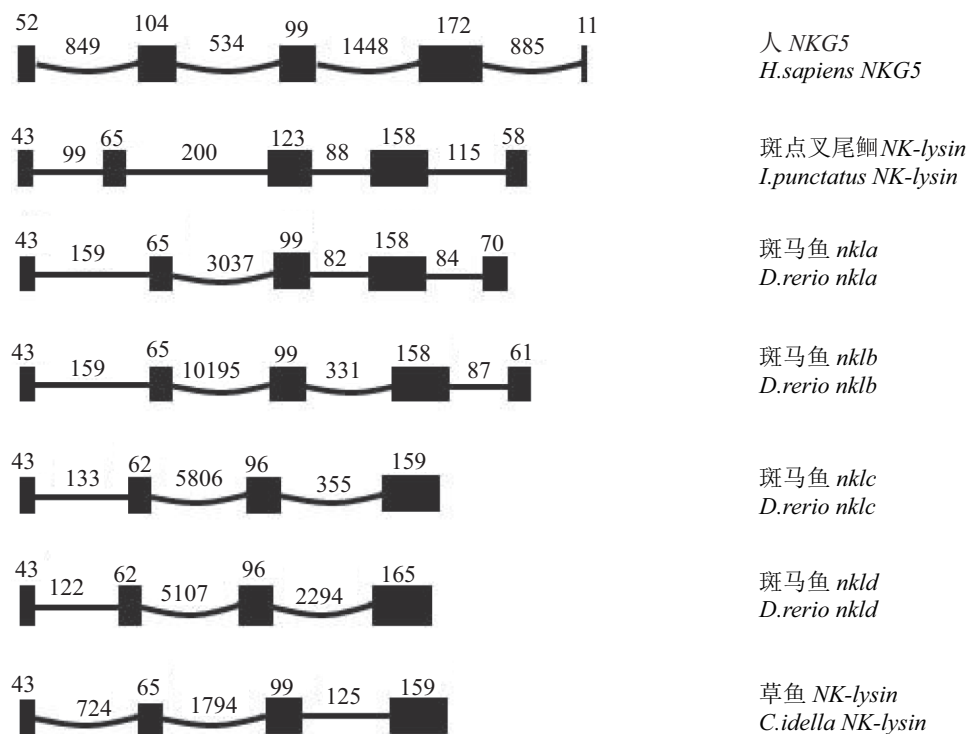 52 849 104 534 99 1448 172 885 11
人 NKG5
H.sapiens NKG5
43 99 65 200 123 88 158 115 58
斑点叉尾鮰NK-lysin
I.punctatus NK-lysin
43 159 65 3037 99 82 158 84 70
斑马鱼 nkla
D.rerio nkla
43 159 65 10195 99 331 158 87 61
斑马鱼 nklb
D.rerio nklb
43 133 62 5806 96 355 159
斑马鱼 nklc
D.rerio nklc
43 122 62 5107 96 2294 165
斑马鱼 nkld
D.rerio nkld
43 724 65 1794 99 125 159
草鱼 NK-lysin
C.idella NK-lysin